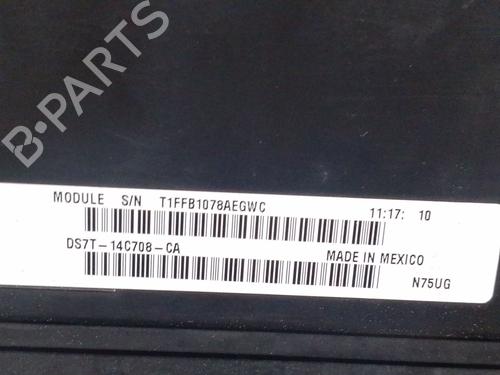 B-PARTS
MODULE S/N T1FFB1078AEGWC 11:17: 10
DS7T-14C708-CA MADE IN MEXICO
N75UG